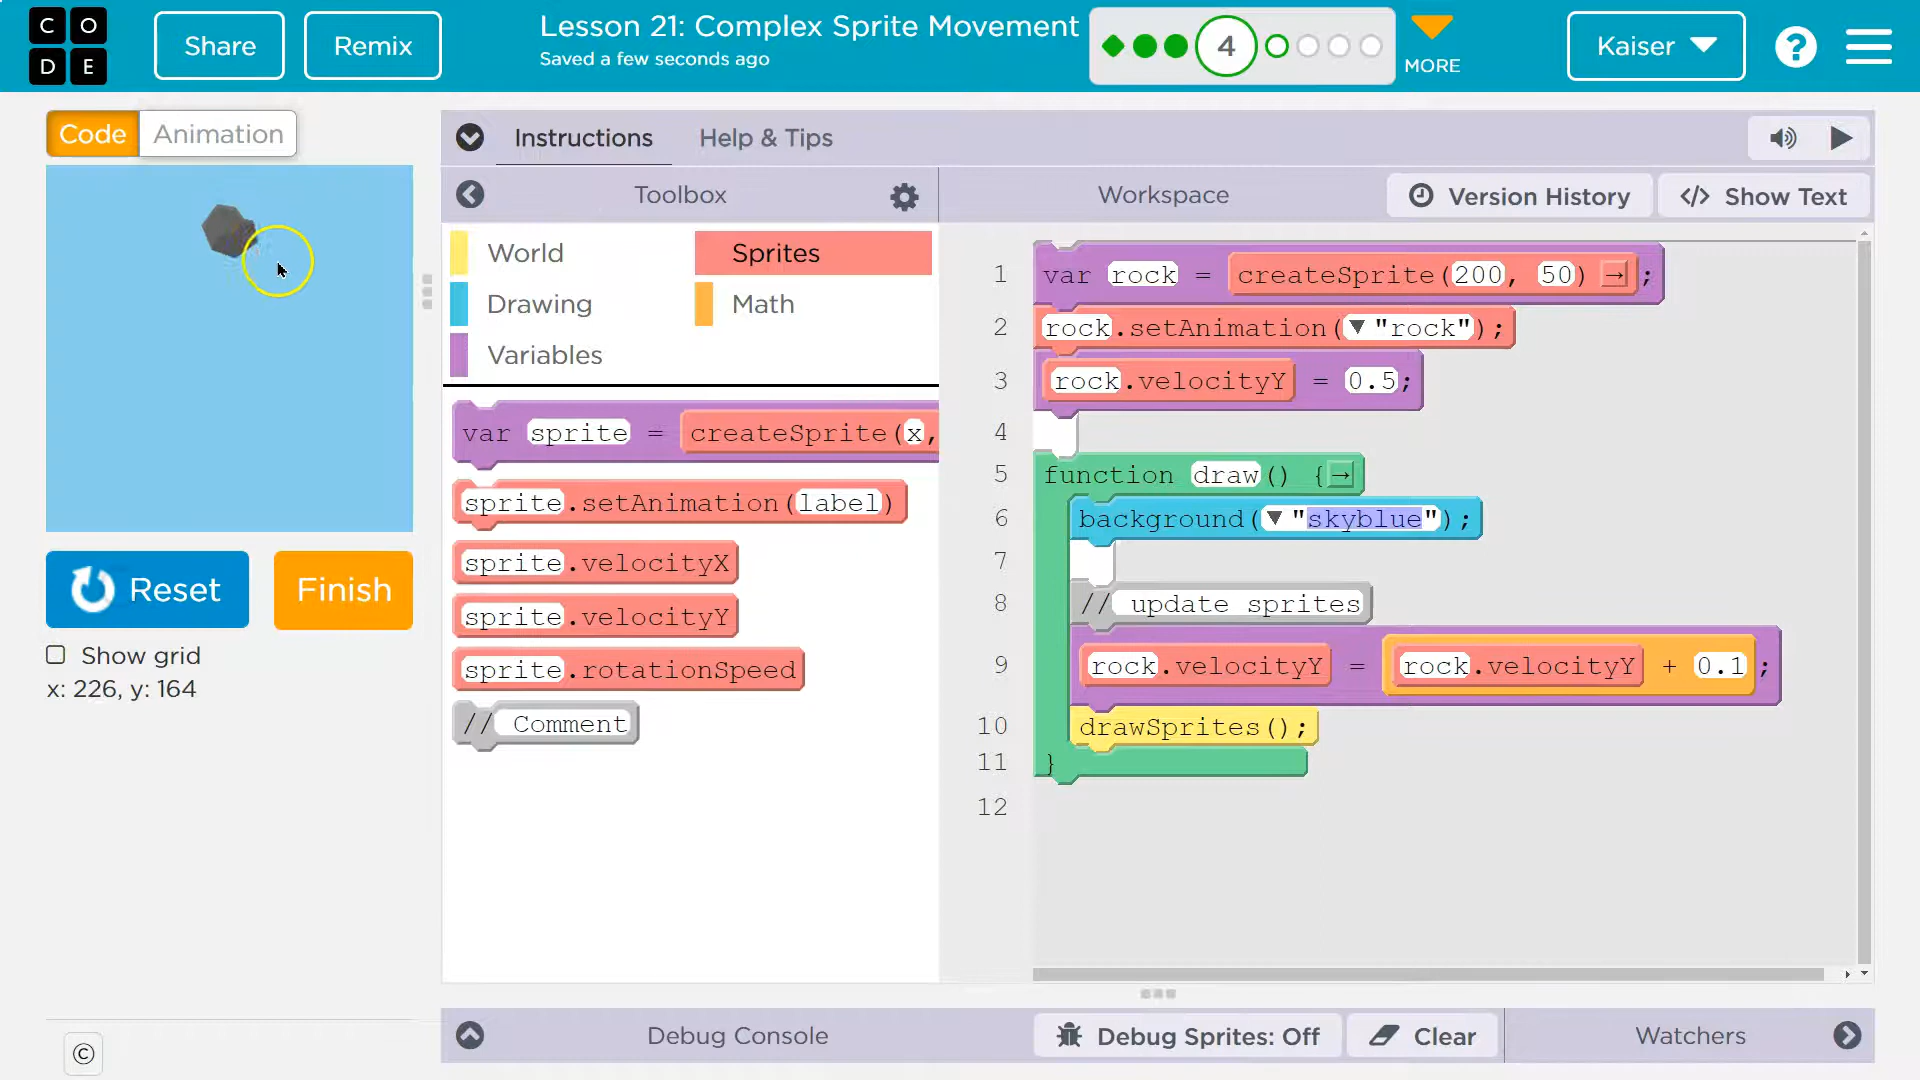 C O
D E
Share
Remix
Lesson 21: Complex Sprite Movement
Saved a few seconds ago
4
MORE
Kaiser
?
Code
Animation
Instructions
Help & Tips
Toolbox
Workspace
Version History
</> Show Text
World
Sprites
Drawing
Math
Variables
var sprite = createSprite(x,
sprite.setAnimation(label)
sprite.velocityX
sprite.velocityY
sprite.rotationSpeed
// Comment
1 var rock = createSprite(200, 50) → ;
2 rock.setAnimation(▼ "rock");
3 rock.velocityY = 0.5;
4
5 function draw() { →
6 background(▼ "skyblue");
7
8 // update sprites
9 rock.velocityY = rock.velocityY + 0.1 ;
10 drawSprites();
11 }
12
Reset
Finish
Show grid
x: 226, y: 164
©
Debug Console
Debug Sprites: Off
Clear
Watchers